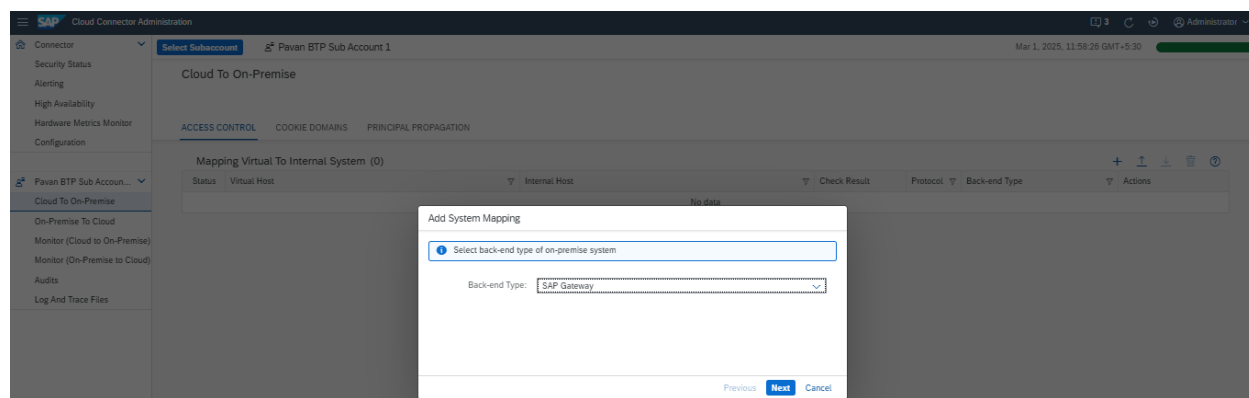 SAP Cloud Connector Administration 3 Administrator
Connector
Select Subaccount Pavan BTP Sub Account 1 Mar 1, 2025, 11:58:26 GMT+5:30
Security Status
Cloud To On-Premise
Alerting
High Availability
Hardware Metrics Monitor
ACCESS CONTROL COOKIE DOMAINS PRINCIPAL PROPAGATION
Configuration
Mapping Virtual To Internal System (0)
Pavan BTP Sub Accoun...
Status Virtual Host Internal Host Check Result Protocol Back-end Type Actions
Cloud To On-Premise
No data
On-Premise To Cloud
Add System Mapping
Monitor (Cloud to On-Premise)
Select back-end type of on-premise system
Monitor (On-Premise to Cloud)
Audits
Back-end Type: SAP Gateway
Log And Trace Files
Previous Next Cancel